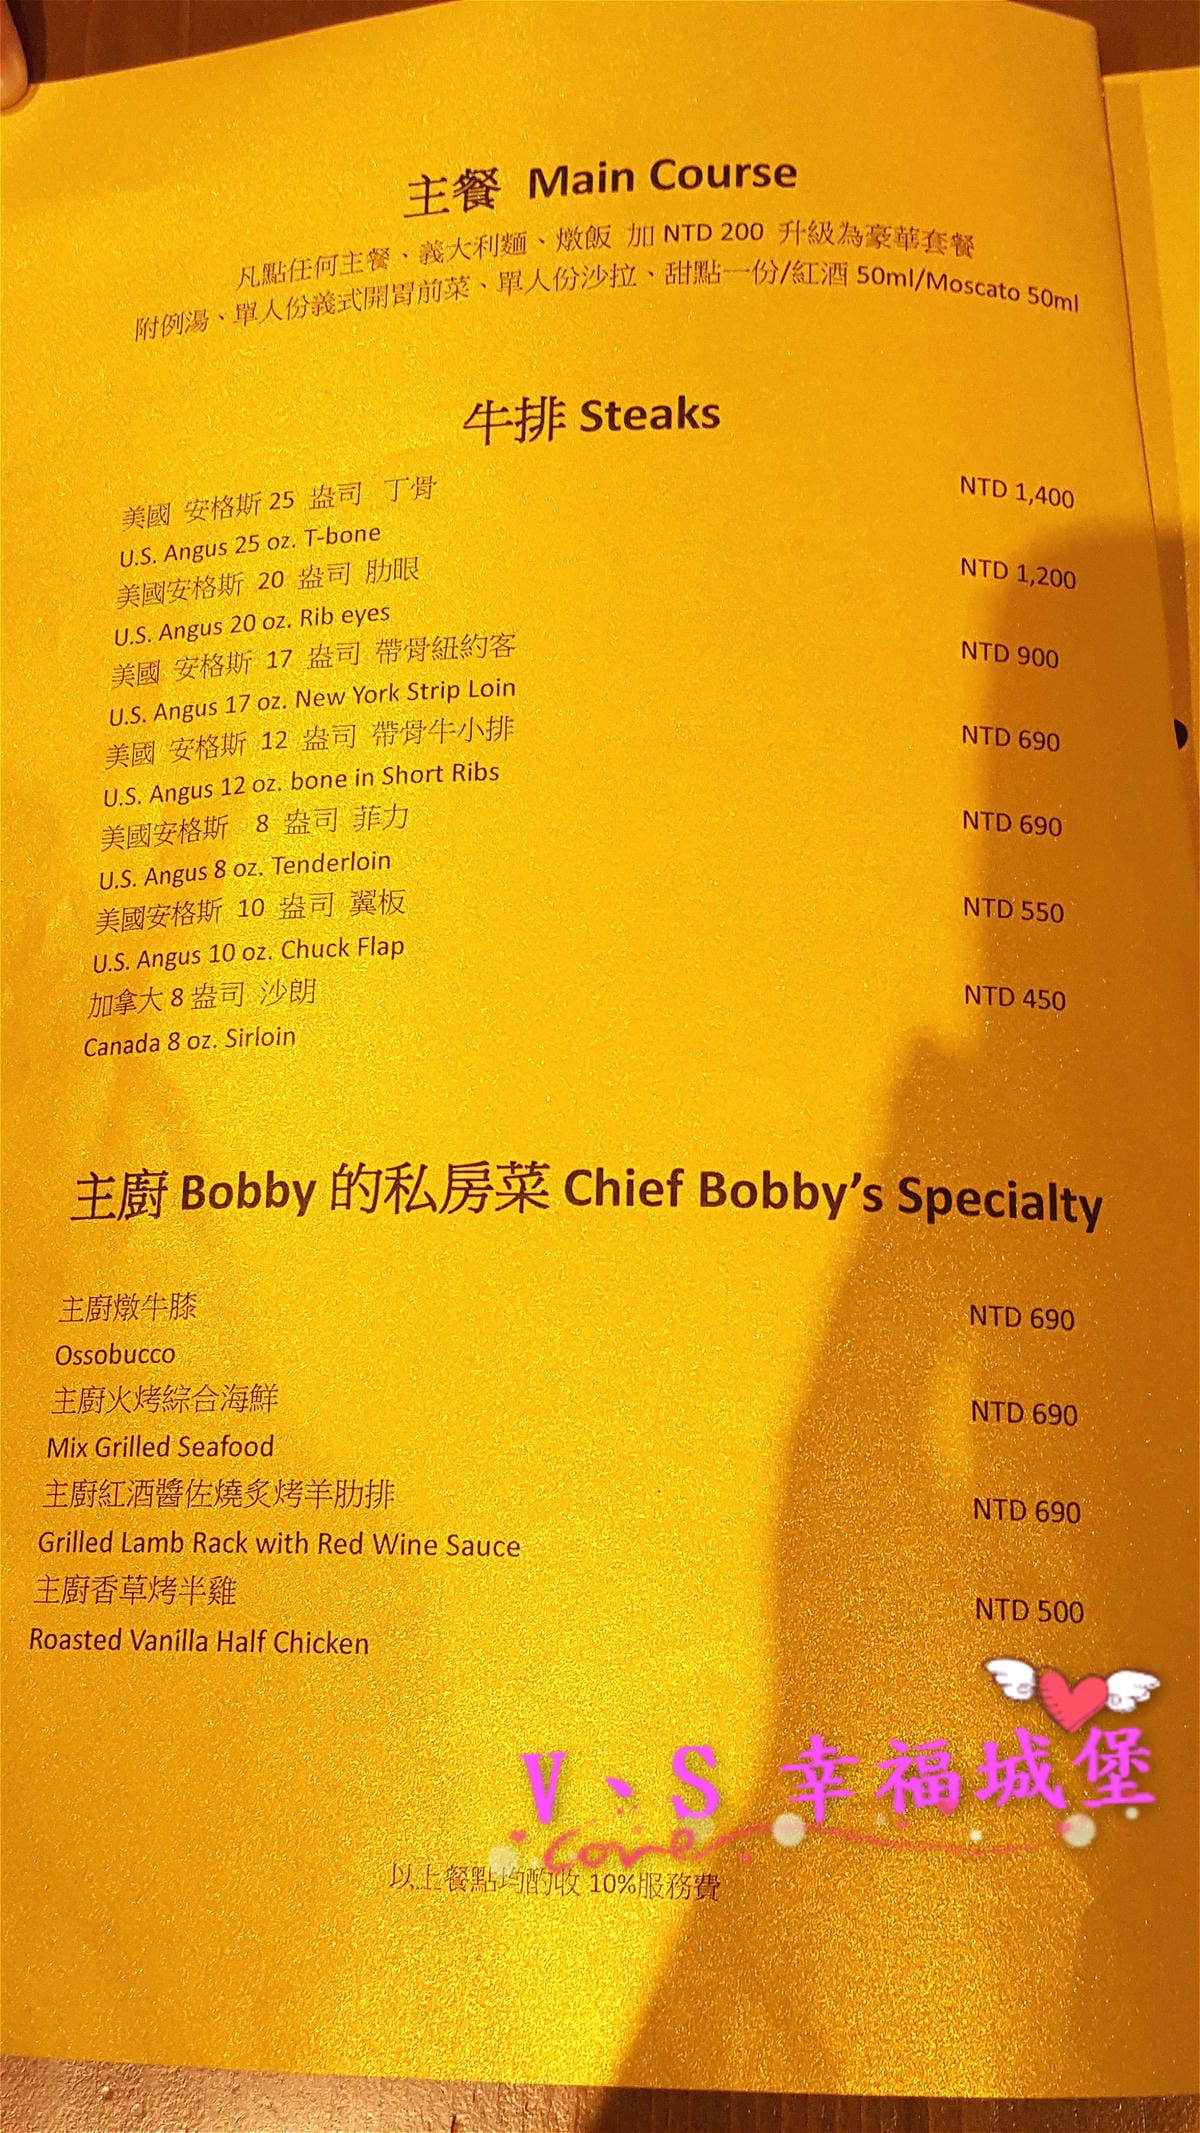 主餐 Main Course
凡點任何主餐、義大利麵、燉飯 加 NTD 200 升級為豪華套餐
附例湯、單人份義式開胃前菜、單人份沙拉、甜點一份/紅酒 50ml/Moscato 50ml
牛排 Steaks
美國 安格斯 25 盎司 丁骨 NTD 1,400
U.S. Angus 25 oz. T-bone
美國安格斯 20 盎司 肋眼 NTD 1,200
U.S. Angus 20 oz. Rib eyes
美國 安格斯 17 盎司 帶骨紐約客 NTD 900
U.S. Angus 17 oz. New York Strip Loin
美國 安格斯 12 盎司 帶骨牛小排 NTD 690
U.S. Angus 12 oz. bone in Short Ribs
美國安格斯 8 盎司 菲力 NTD 690
U.S. Angus 8 oz. Tenderloin
美國安格斯 10 盎司 翼板 NTD 550
U.S. Angus 10 oz. Chuck Flap
加拿大 8 盎司 沙朗 NTD 450
Canada 8 oz. Sirloin
主廚 Bobby 的私房菜 Chief Bobby's Specialty
主廚燉牛膝 NTD 690
Ossobucco
主廚火烤綜合海鮮 NTD 690
Mix Grilled Seafood
主廚紅酒醬佐燒炙烤羊肋排 NTD 690
Grilled Lamb Rack with Red Wine Sauce
主廚香草烤半雞 NTD 500
Roasted Vanilla Half Chicken
V、S 幸福城堡
Love
以上餐點均酌收 10%服務費